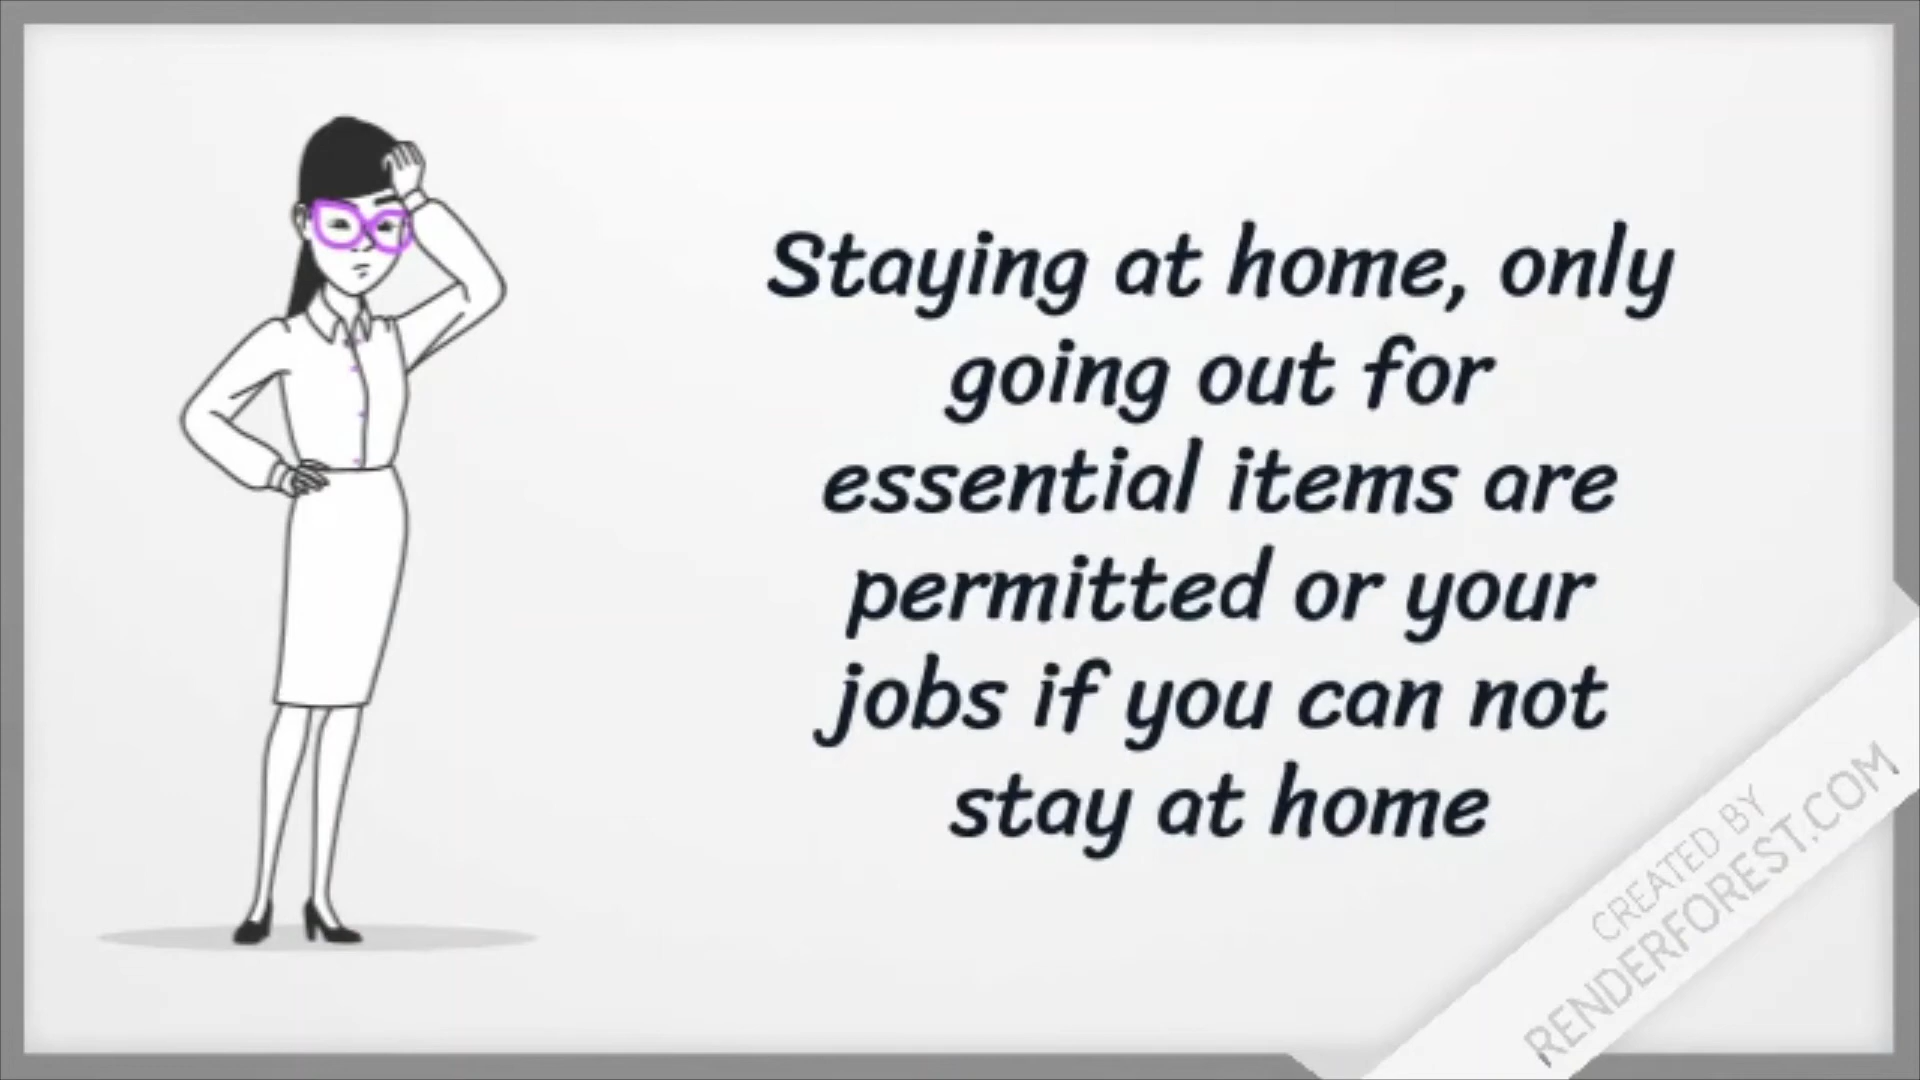 Staying at home, only
going out for
essential items are
permitted or your
jobs if you can not
stay at home
CREATED BY
RENDERFOREST.COM